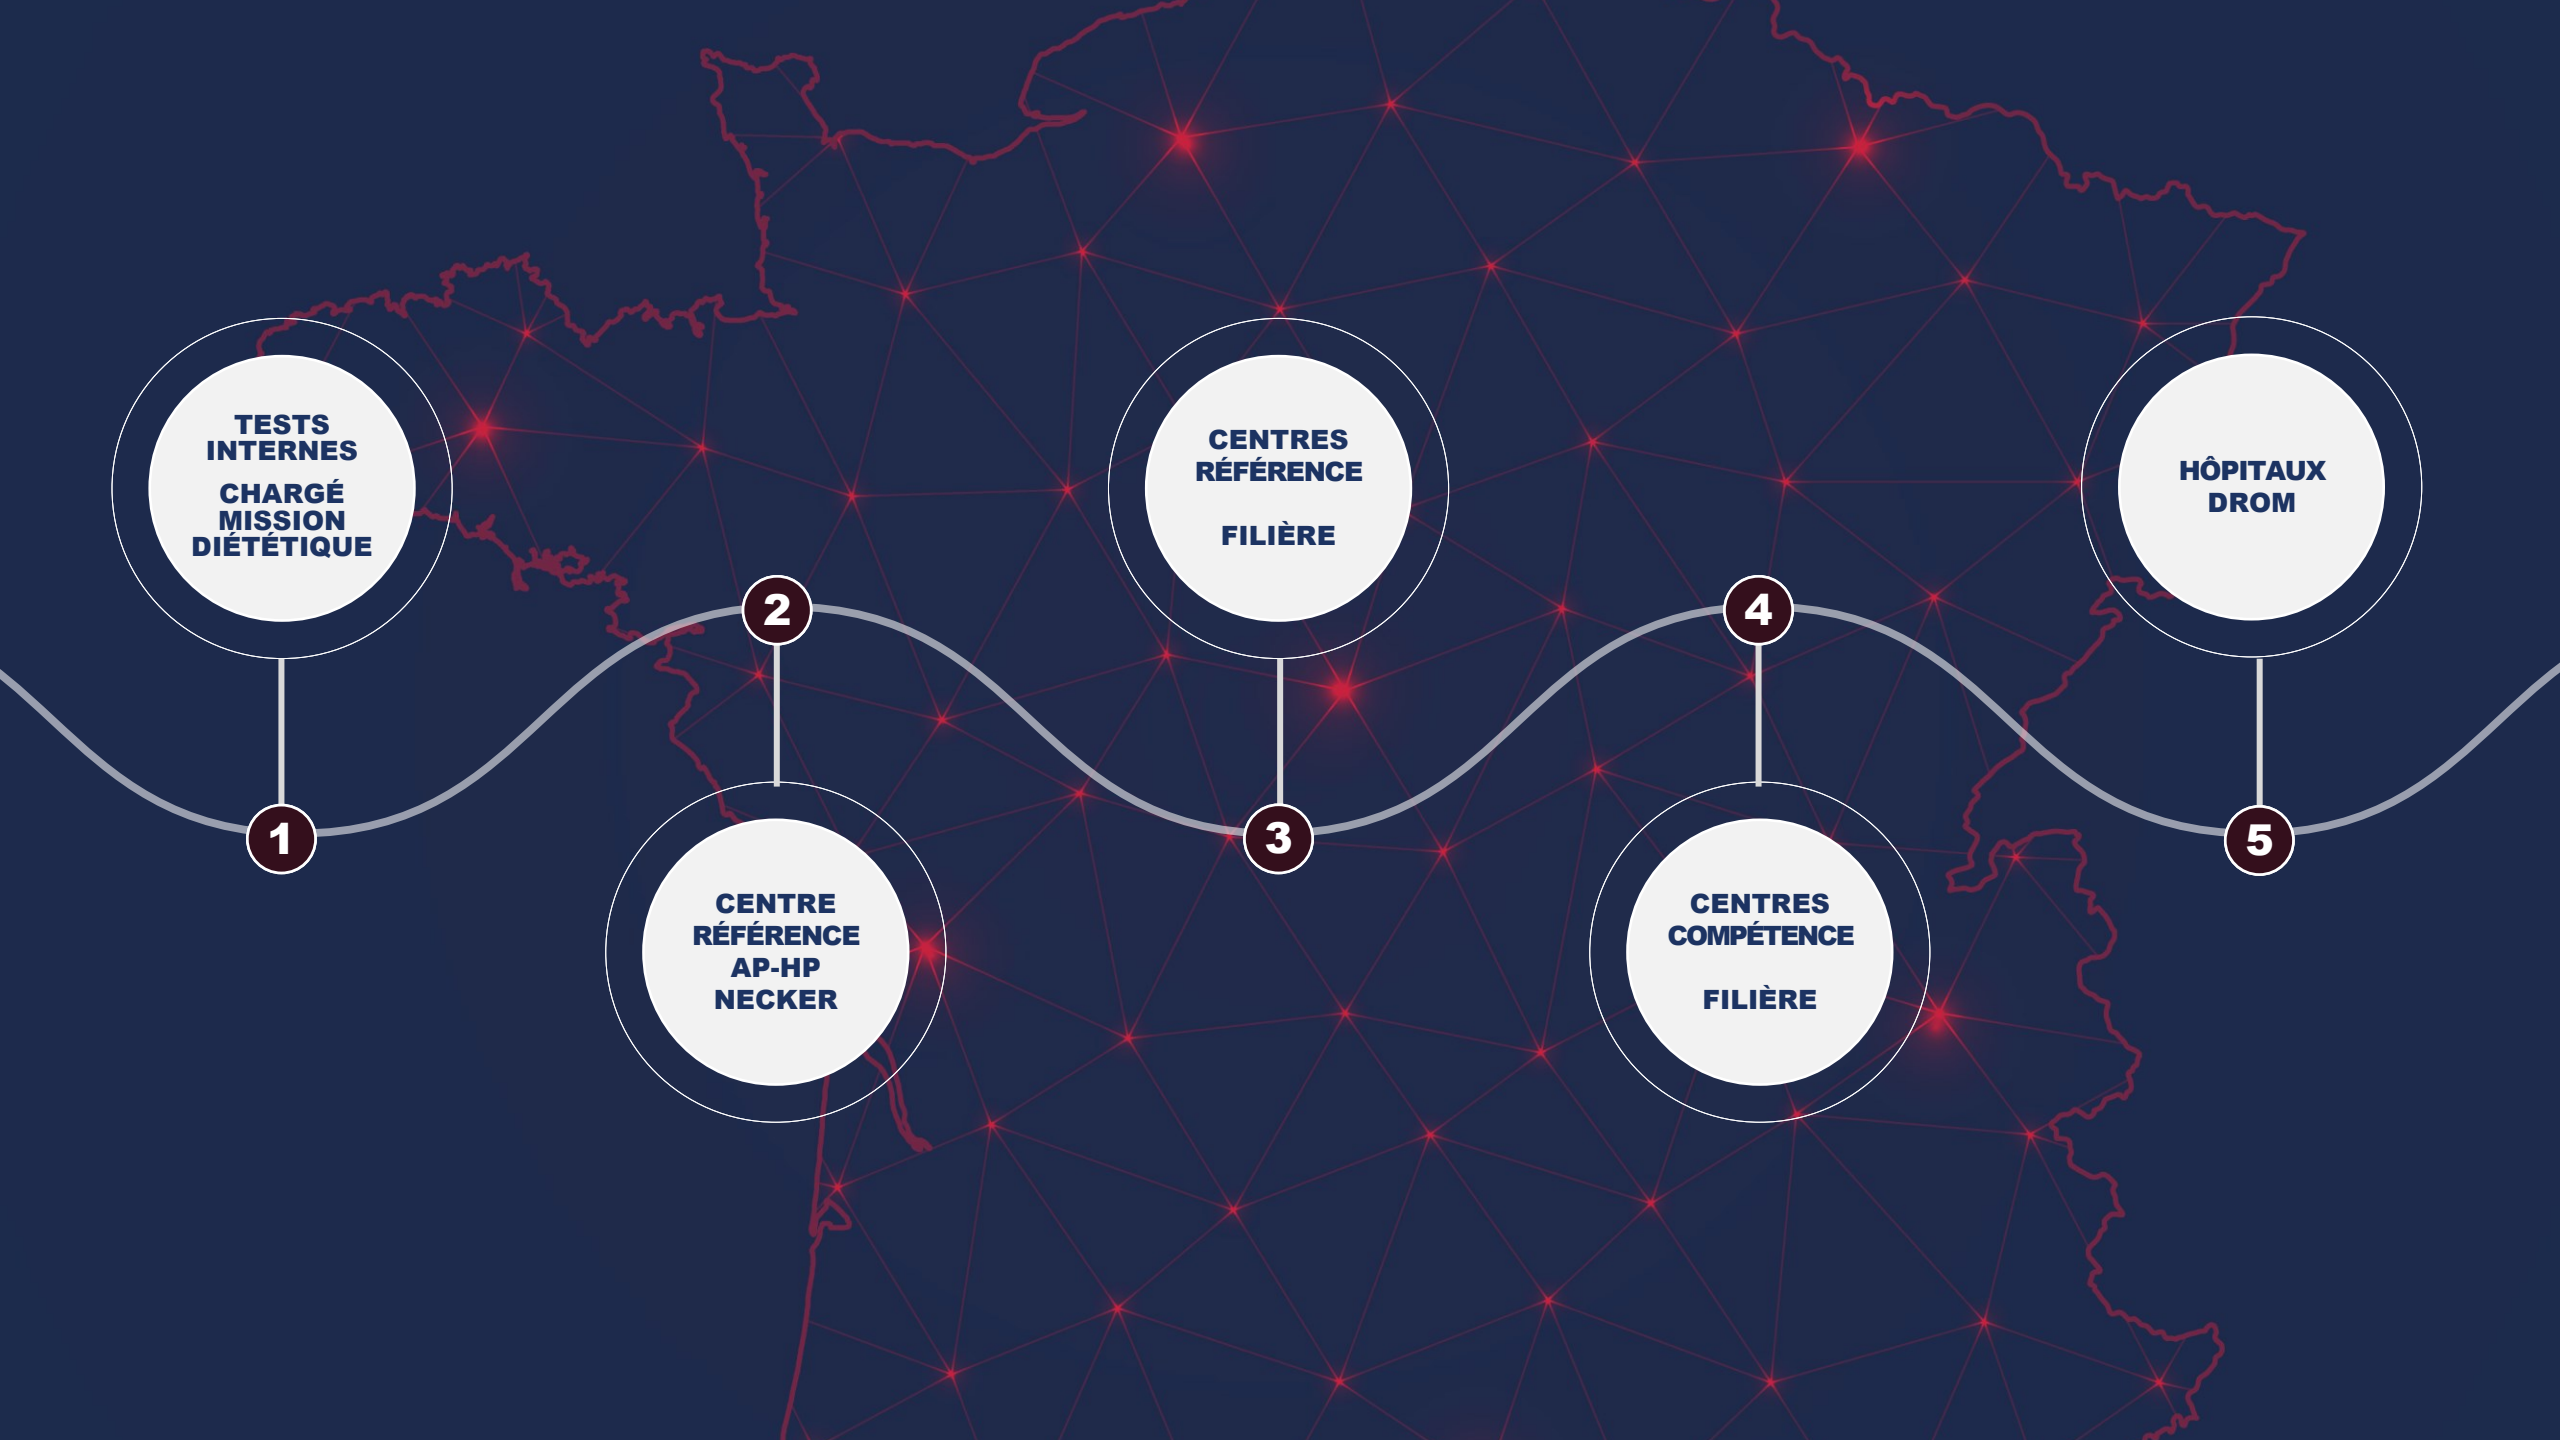 TESTS
INTERNES
CHARGÉ
MISSION
DIÉTÉTIQUE
1
2
CENTRE
RÉFÉRENCE
AP-HP
NECKER
CENTRES
RÉFÉRENCE
FILIÈRE
3
4
CENTRES
COMPÉTENCE
FILIÈRE
HÔPITAUX
DROM
5